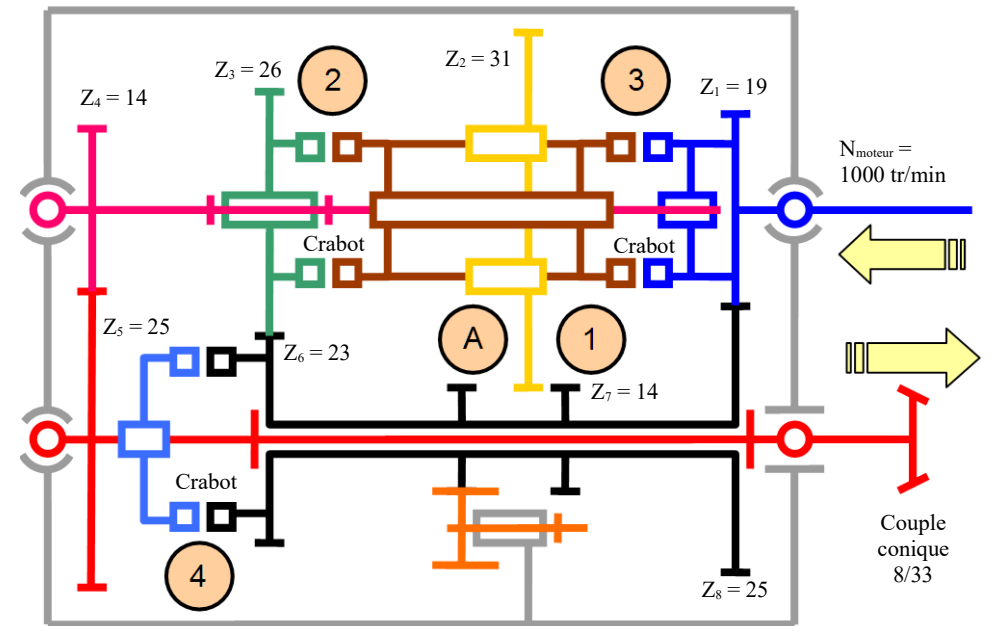 Z₂ = 31
Z₃ = 26
2
3
Z₁ = 19
Z₄ = 14
Nmoteur =
1000 tr/min
Crabot
Crabot
Z₅ = 25
A
1
Z₆ = 23
Z₇ = 14
Crabot
4
Z₈ = 25
Couple
conique
8/33